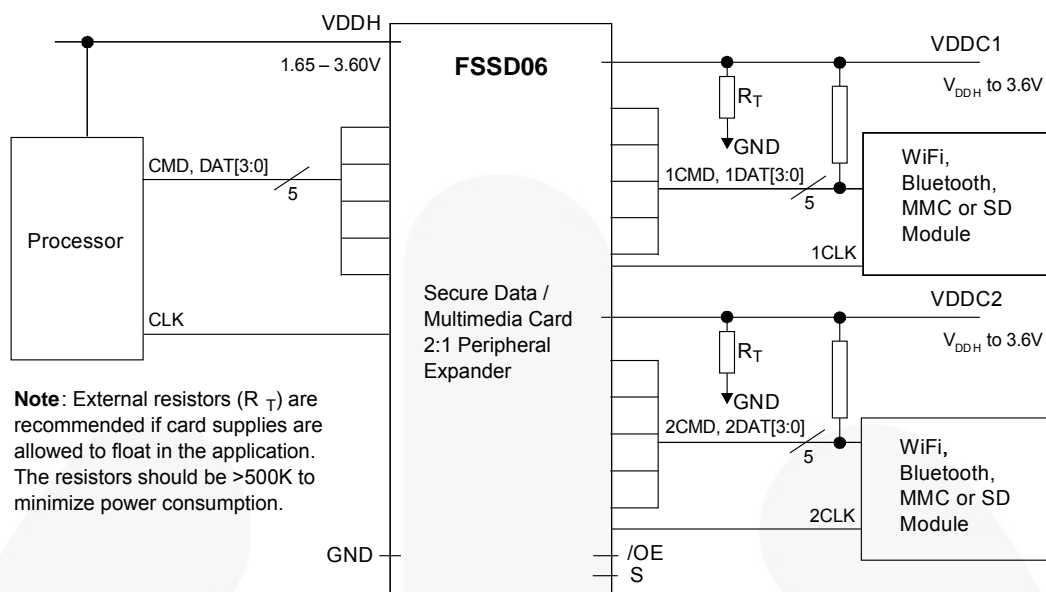 VDDH
1.65 – 3.60V
FSSD06
VDDC1
V DDH to 3.6V
RT
GND
CMD, DAT[3:0]
5
1CMD, 1DAT[3:0]
5
WiFi,
Bluetooth,
MMC or SD
Module
Processor
1CLK
CLK
Secure Data /
Multimedia Card
2:1 Peripheral
Expander
VDDC2
V DDH to 3.6V
RT
GND
2CMD, 2DAT[3:0]
5
WiFi,
Bluetooth,
MMC or SD
Module
2CLK
Note: External resistors (R T) are
recommended if card supplies are
allowed to float in the application.
The resistors should be >500K to
minimize power consumption.
GND
/OE
S